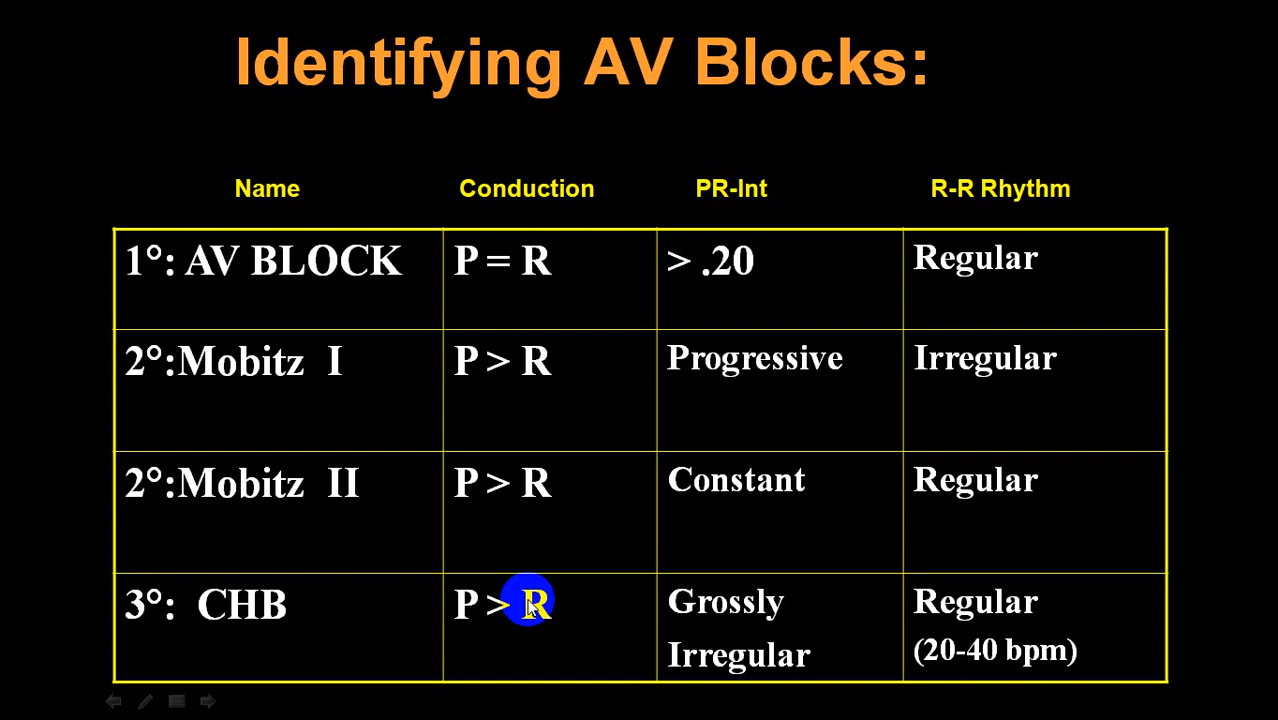 Identifying AV Blocks:
Name Conduction PR-Int R-R Rhythm
1°: AV BLOCK P = R > .20 Regular
2°:Mobitz I P > R Progressive Irregular
2°:Mobitz II P > R Constant Regular
3°: CHB P > R Grossly Regular
Irregular (20-40 bpm)